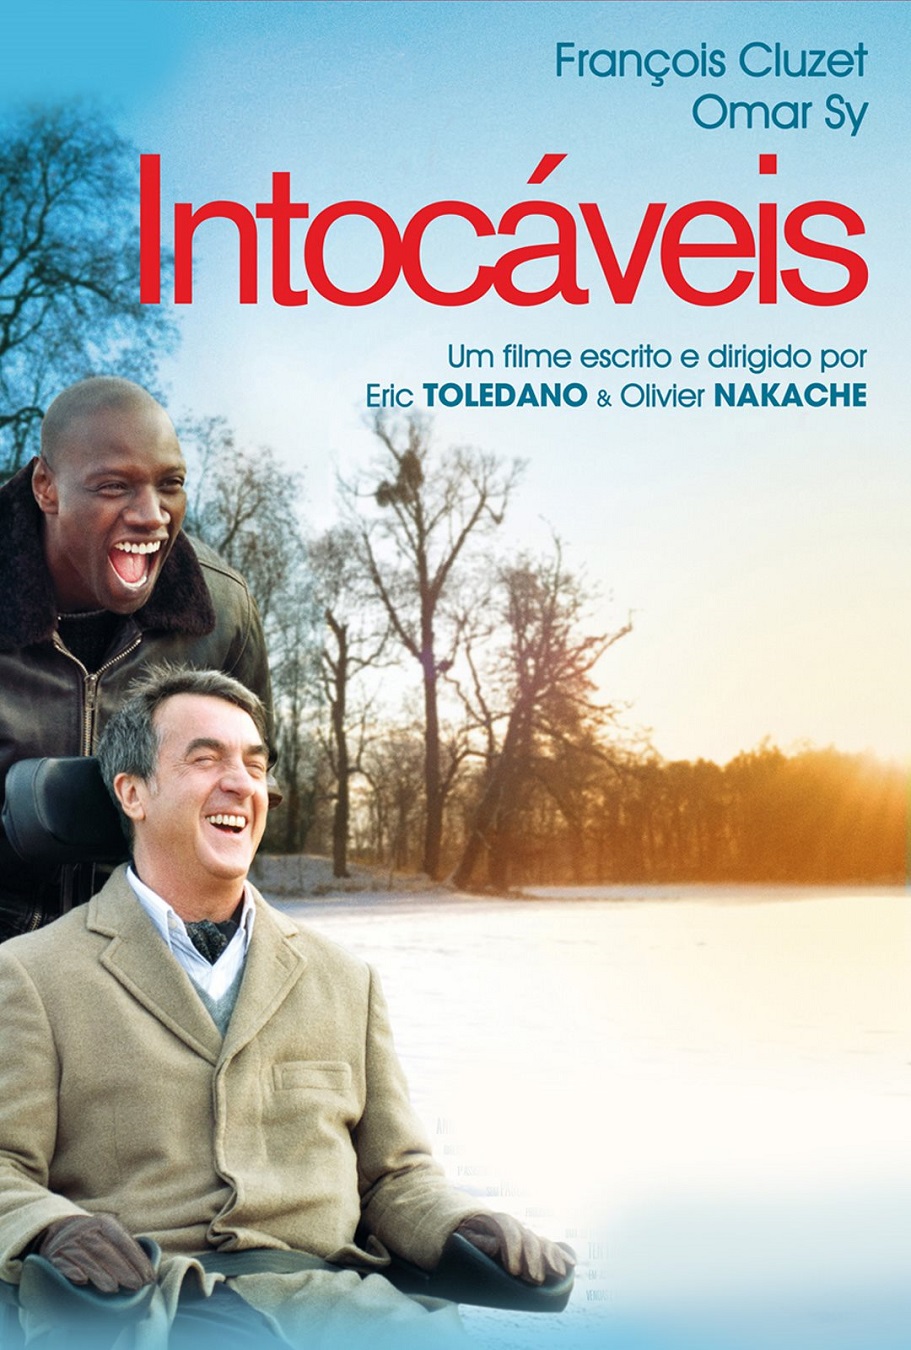 François Cluzet
Omar Sy
Intocáveis
Um filme escrito e dirigido por
Eric TOLEDANO & Olivier NAKACHE